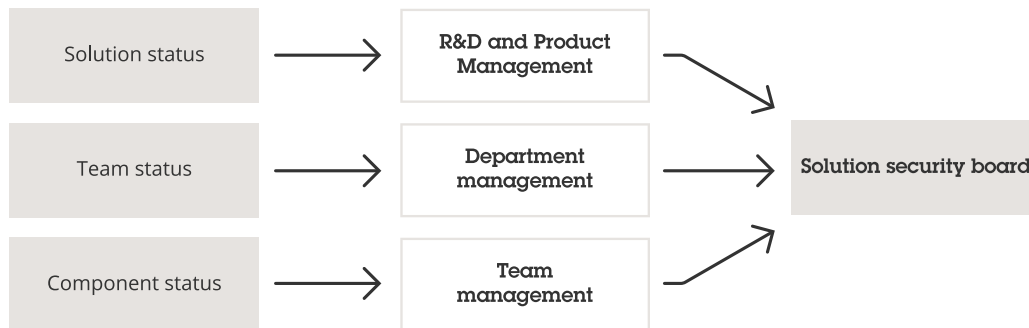 Solution status
R&D and Product
Management
Team status
Department
management
Solution security board
Component status
Team
management